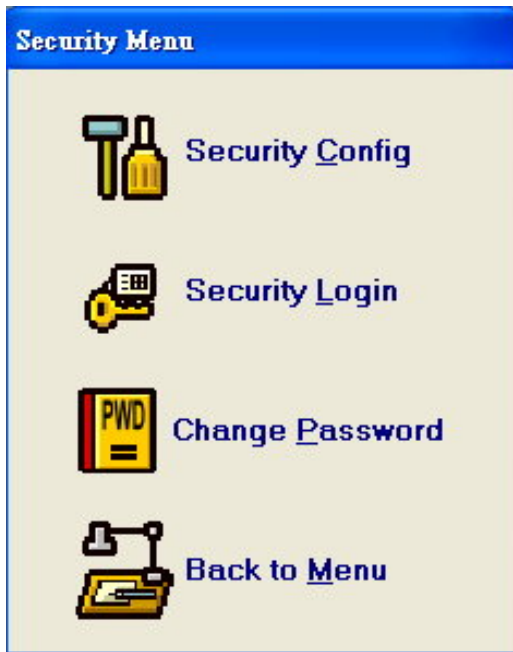 Security Menu
Security Config
Security Login
PWD
Change Password
Back to Menu